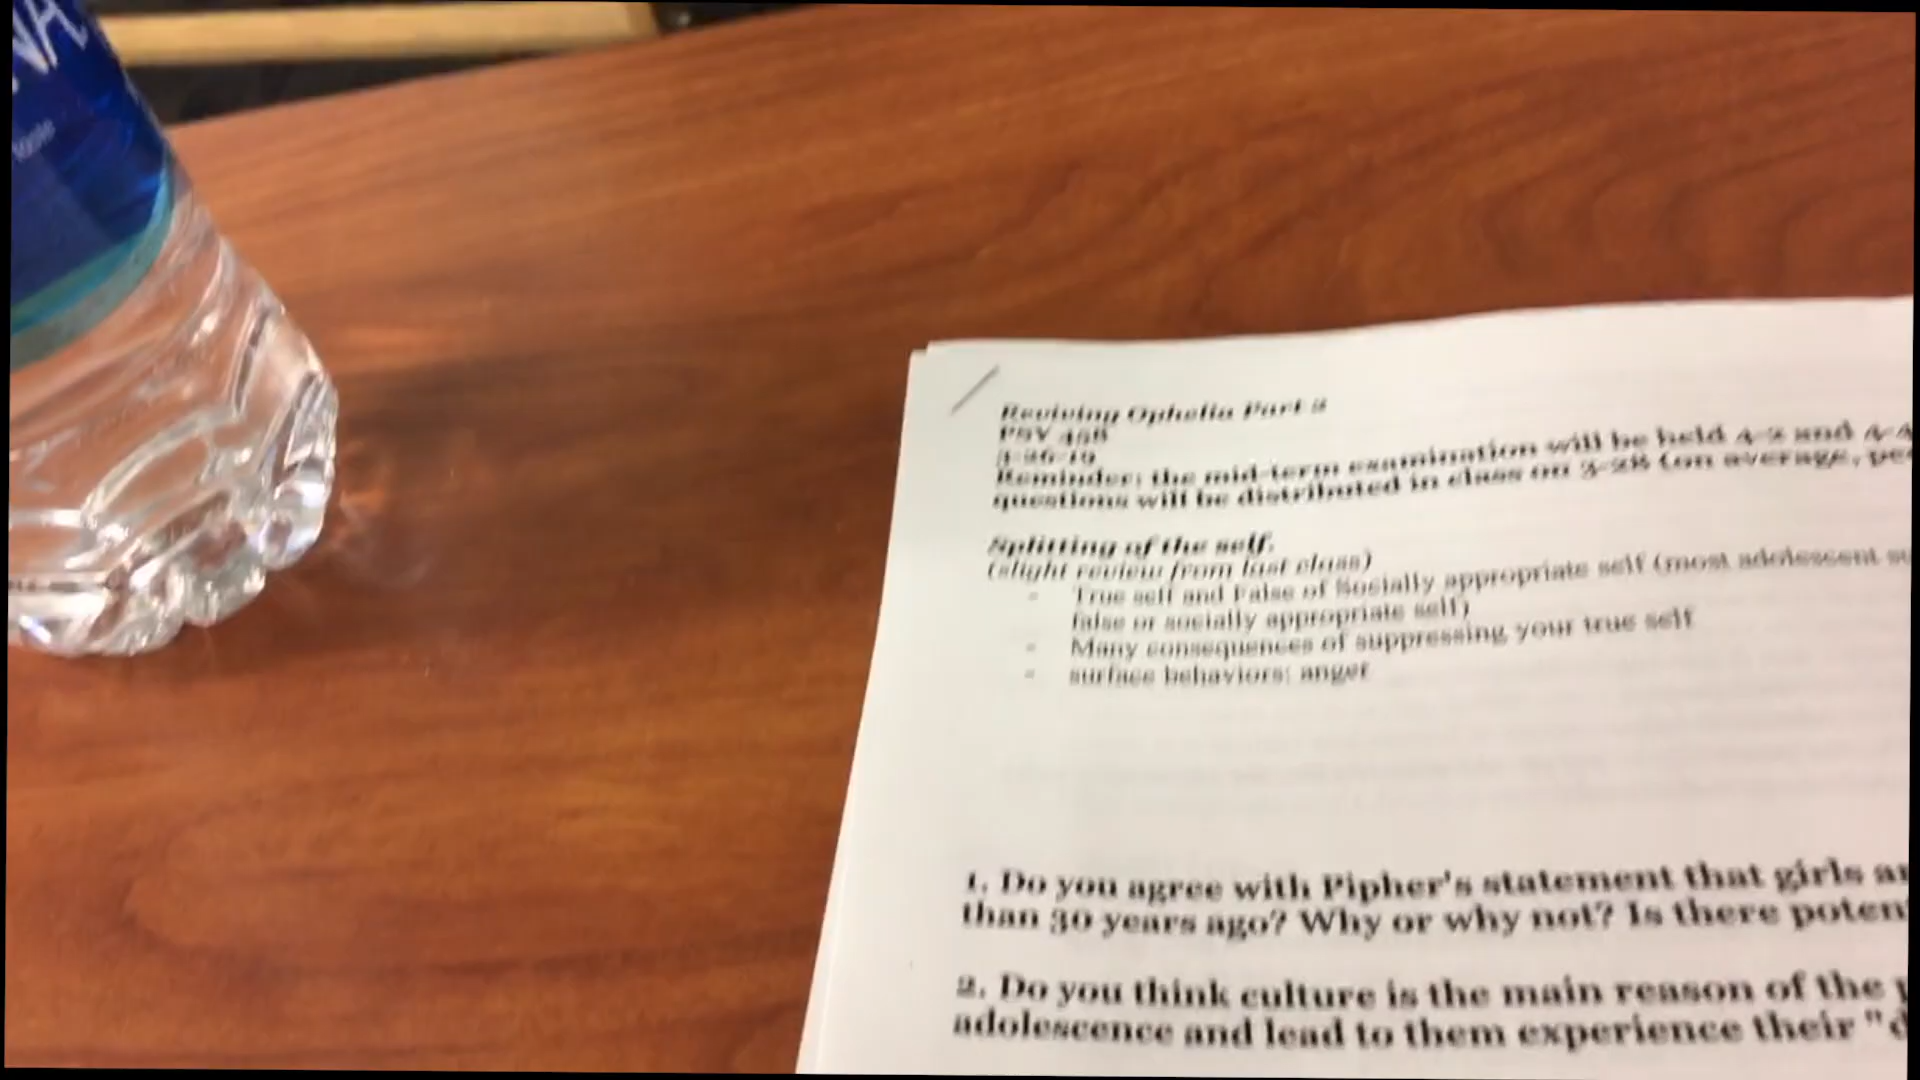 NA
Reviving Ophelia Part
PSY 458
3-26-19
Reminder: the mid-term examination will be held 4-2 and 4-4
questions will be distributed in class on 3-28 (on average,
Splitting of the self.
(slight review from last class)
- True self and False of Socially appropriate self (most adolescent
false or socially appropriate self)
- Many consequences of suppressing your true self
- surface behaviors: anger
1. Do you agree with Pipher's statement that girls
than 30 years ago? Why or why not? Is there
2. Do you think culture is the main reason of the
adolescence and lead to them experience their "